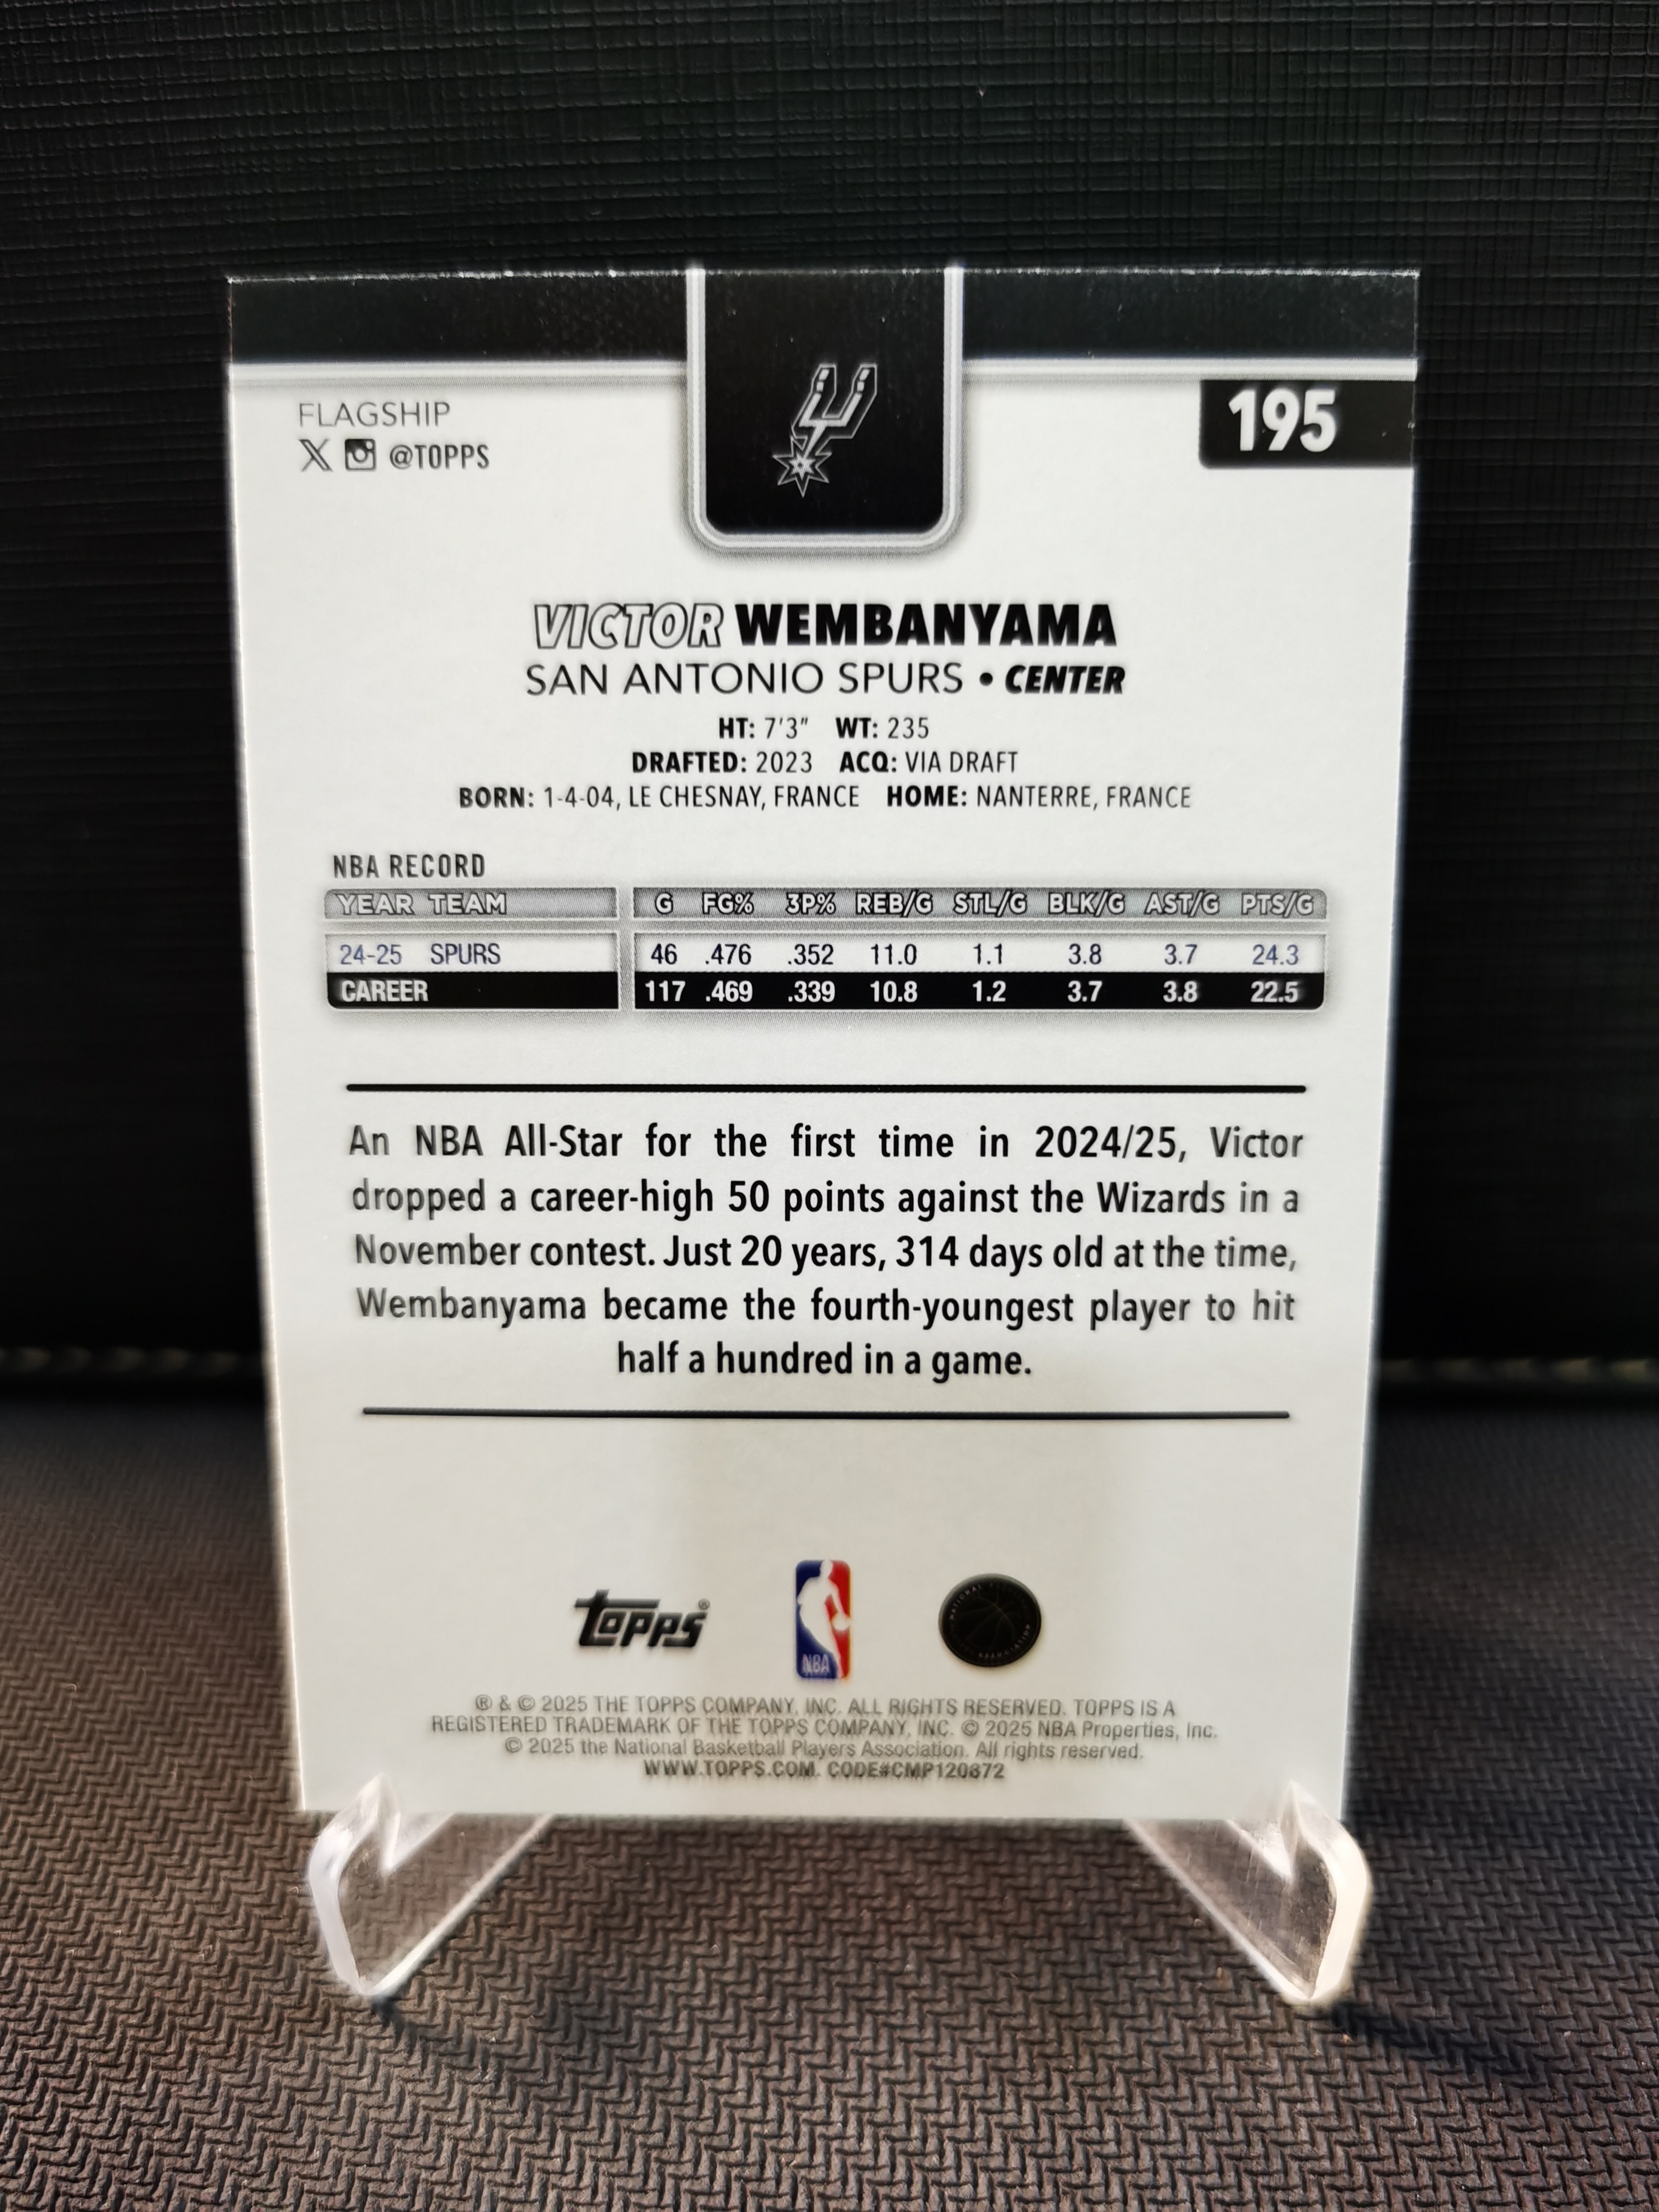 FLAGSHIP
195
X @TOPPS
VICTOR WEMBANYAMA
SAN ANTONIO SPURS • CENTER
HT: 7'3" WT: 235
DRAFTED: 2023 ACQ: VIA DRAFT
BORN: 1-4-04, LE CHESNAY, FRANCE HOME: NANTERRE, FRANCE
NBA RECORD
YEAR TEAM G FG% 3P% REB/G STL/G BLK/G AST/G PTS/G
24-25 SPURS 46 .476 .352 11.0 1.1 3.8 3.7 24.3
CAREER 117 .469 .339 10.8 1.2 3.7 3.8 22.5
An NBA All-Star for the first time in 2024/25, Victor
dropped a career-high 50 points against the Wizards in a
November contest. Just 20 years, 314 days old at the time,
Wembanyama became the fourth-youngest player to hit
half a hundred in a game.
topps®
NBA
® & © 2025 THE TOPPS COMPANY, INC. ALL RIGHTS RESERVED. TOPPS IS A
REGISTERED TRADEMARK OF THE TOPPS COMPANY, INC. © 2025 NBA Properties, Inc.
© 2025 the National Basketball Players Association. All rights reserved.
WWW.TOPPS.COM. CODE#CMP120872